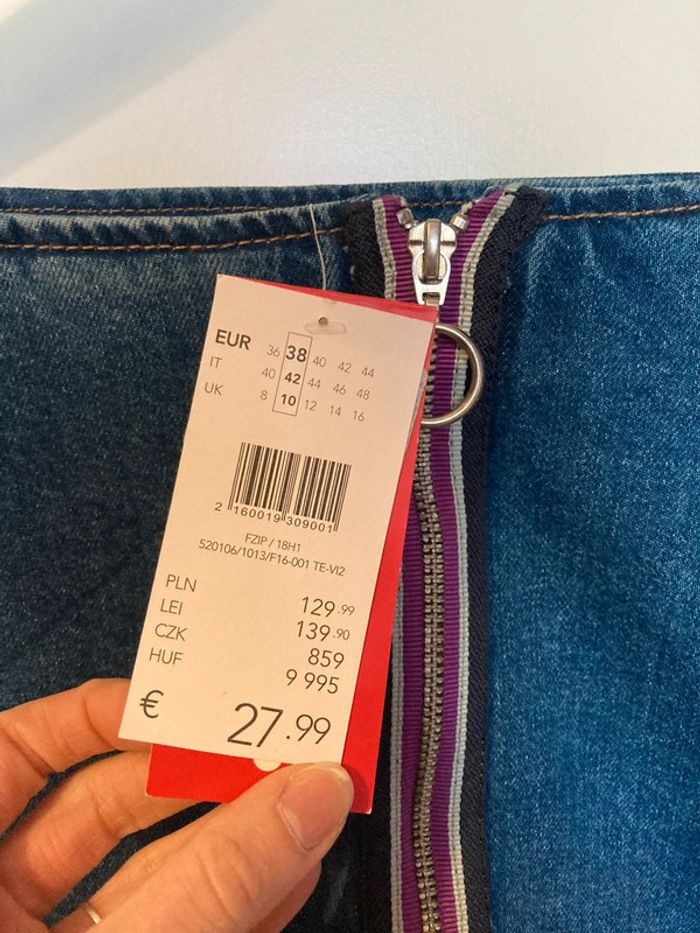 EUR 36 38 40 42 44
IT 40 42 44 46 48
UK 8 10 12 14 16
2 160019 309001
FZIP / 18H1
520106/1013/F16-001 TE-VI2
PLN 129.99
LEI 139.90
CZK 859
HUF 9 995
€ 27.99